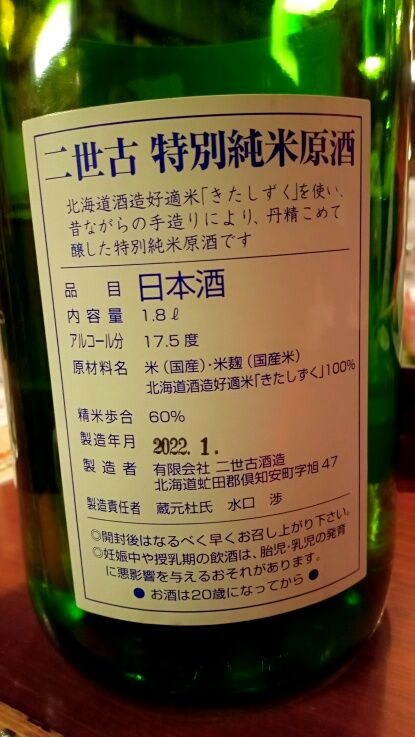 二世古 特別純米原酒
北海道酒造好適米「きたしずく」を使い、
昔ながらの手造りにより、丹精こめて
醸した特別純米原酒です
品目 日本酒
内容量 1.8ℓ
アルコール分 17.5度
原材料名 米(国産)・米麹(国産米)
北海道酒造好適米「きたしずく」100%
精米歩合 60%
製造年月 2022.1.
製造者 有限会社 二世古酒造
北海道虻田郡倶知安町字旭47
製造責任者 蔵元杜氏 水口 渉
◎開封後はなるべく早くお召し上がり下さい。
◎妊娠中や授乳期の飲酒は、胎児・乳児の発育
に悪影響を与えるおそれがあります。
● お酒は20歳になってから ●